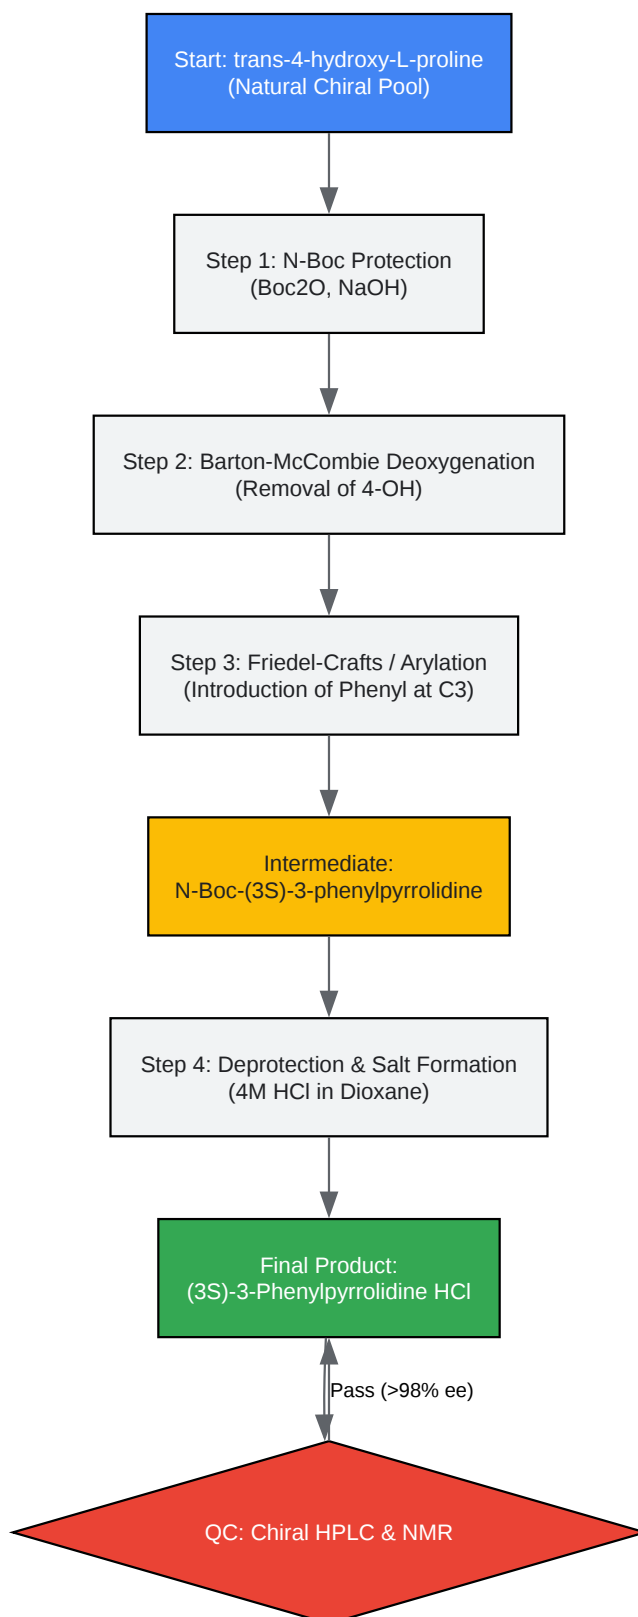 Start: trans-4-hydroxy-L-proline
(Natural Chiral Pool)
Step 1: N-Boc Protection
(Boc2O, NaOH)
Step 2: Barton-McCombie Deoxygenation
(Removal of 4-OH)
Step 3: Friedel-Crafts / Arylation
(Introduction of Phenyl at C3)
Intermediate:
N-Boc-(3S)-3-phenylpyrrolidine
Step 4: Deprotection & Salt Formation
(4M HCl in Dioxane)
Final Product:
(3S)-3-Phenylpyrrolidine HCl
Pass (>98% ee)
QC: Chiral HPLC & NMR